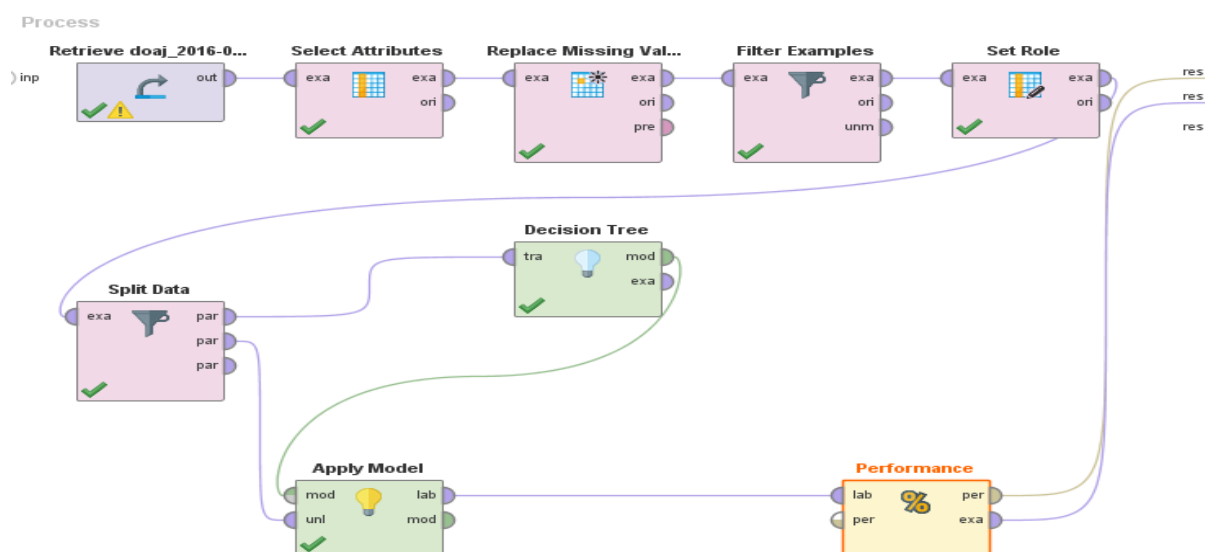 Process
Retrieve doaj_2016-0... Select Attributes Replace Missing Val... Filter Examples Set Role
inp out exa exa exa exa exa exa exa exa res
ori ori ori ori res
pre unm res
Decision Tree
tra mod
exa
Split Data
exa par
par
par
Apply Model Performance
mod lab lab per
unl mod per exa
%